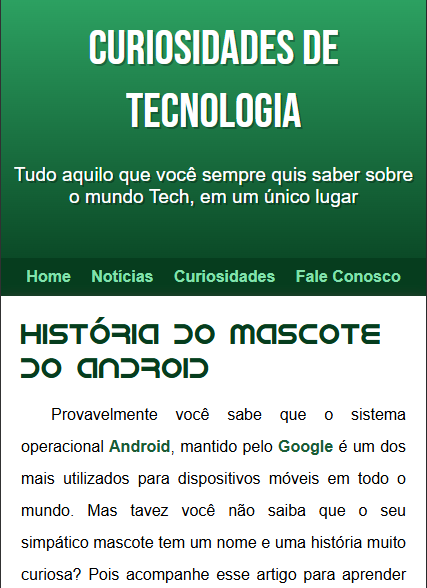 CURIOSIDADES DE
TECNOLOGIA
Tudo aquilo que você sempre quis saber sobre
o mundo Tech, em um único lugar
Home Notícias Curiosidades Fale Conosco
HISTÓRIA DO MASCOTE
DO ANDROID
Provavelmente você sabe que o sistema
operacional Android, mantido pelo Google é um dos
mais utilizados para dispositivos móveis em todo o
mundo. Mas tavez você não saiba que o seu
simpático mascote tem um nome e uma história muito
curiosa? Pois acompanhe esse artigo para aprender